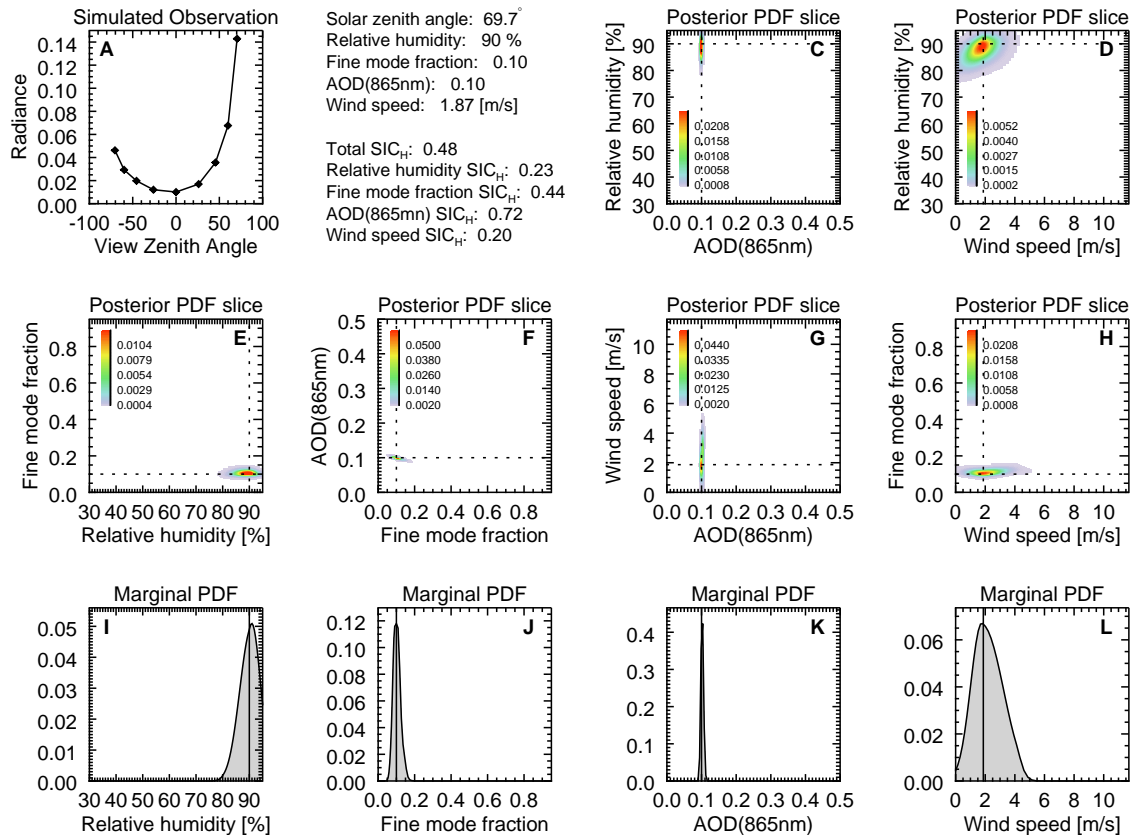 Simulated Observation
A
0.14
0.12
0.10
0.08
0.06
0.04
0.02
0.00
Radiance
-100 -50 0 50 100
View Zenith Angle
Solar zenith angle: 69.7°
Relative humidity: 90 %
Fine mode fraction: 0.10
AOD(865nm): 0.10
Wind speed: 1.87 [m/s]
Total SIC_H: 0.48
Relative humidity SIC_H: 0.23
Fine mode fraction SIC_H: 0.44
AOD(865mn) SIC_H: 0.72
Wind speed SIC_H: 0.20
Posterior PDF slice
C
90
80
70
60
50
40
30
Relative humidity [%]
0.0208
0.0158
0.0108
0.0058
0.0008
0.0 0.1 0.2 0.3 0.4 0.5
AOD(865nm)
Posterior PDF slice
D
90
80
70
60
50
40
30
Relative humidity [%]
0.0052
0.0040
0.0027
0.0015
0.0002
0 2 4 6 8 10
Wind speed [m/s]
Posterior PDF slice
E
0.8
0.6
0.4
0.2
0.0
Fine mode fraction
0.0104
0.0079
0.0054
0.0029
0.0004
30 40 50 60 70 80 90
Relative humidity [%]
Posterior PDF slice
F
0.5
0.4
0.3
0.2
0.1
0.0
AOD(865nm)
0.0500
0.0380
0.0260
0.0140
0.0020
0.0 0.2 0.4 0.6 0.8
Fine mode fraction
Posterior PDF slice
G
10
8
6
4
2
0
Wind speed [m/s]
0.0440
0.0335
0.0230
0.0125
0.0020
0.0 0.1 0.2 0.3 0.4 0.5
AOD(865nm)
Posterior PDF slice
H
0.8
0.6
0.4
0.2
0.0
Fine mode fraction
0.0208
0.0158
0.0108
0.0058
0.0008
0 2 4 6 8 10
Wind speed [m/s]
Marginal PDF
I
0.05
0.04
0.03
0.02
0.01
0.00
30 40 50 60 70 80 90
Relative humidity [%]
Marginal PDF
J
0.12
0.10
0.08
0.06
0.04
0.02
0.00
0.0 0.2 0.4 0.6 0.8
Fine mode fraction
Marginal PDF
K
0.4
0.3
0.2
0.1
0.0
0.0 0.1 0.2 0.3 0.4 0.5
AOD(865nm)
Marginal PDF
L
0.06
0.04
0.02
0.00
0 2 4 6 8 10
Wind speed [m/s]